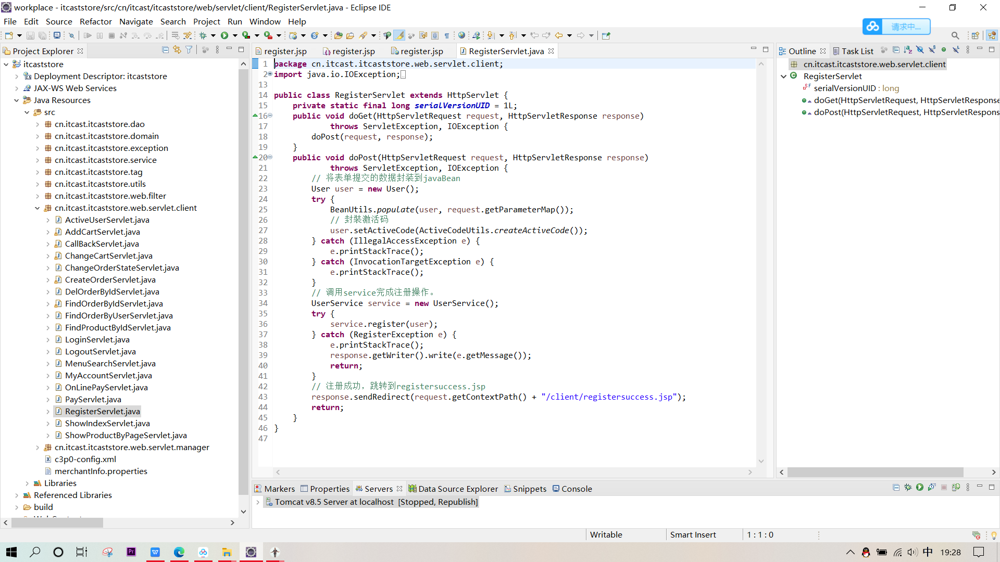 workplace - itcaststore/src/cn/itcast/itcaststore/web/servlet/client/RegisterServlet.java - Eclipse IDE
File Edit Source Refactor Navigate Search Project Run Window Help
请求中...
Project Explorer
itcaststore
Deployment Descriptor: itcaststore
JAX-WS Web Services
Java Resources
src
cn.itcast.itcaststore.dao
cn.itcast.itcaststore.domain
cn.itcast.itcaststore.exception
cn.itcast.itcaststore.service
cn.itcast.itcaststore.tag
cn.itcast.itcaststore.utils
cn.itcast.itcaststore.web.filter
cn.itcast.itcaststore.web.servlet.client
ActiveUserServlet.java
AddCartServlet.java
CallBackServlet.java
ChangeCartServlet.java
ChangeOrderStateServlet.java
CreateOrderServlet.java
DelOrderByIdServlet.java
FindOrderByIdServlet.java
FindOrderByUserServlet.java
FindProductByIdServlet.java
LoginServlet.java
LogoutServlet.java
MenuSearchServlet.java
MyAccountServlet.java
OnLinePayServlet.java
PayServlet.java
RegisterServlet.java
ShowIndexServlet.java
ShowProductByPageServlet.java
cn.itcast.itcaststore.web.servlet.manager
c3p0-config.xml
merchantInfo.properties
Libraries
Referenced Libraries
build
register.jsp register.jsp register.jsp RegisterServlet.java
1 package cn.itcast.itcaststore.web.servlet.client;
2 import java.io.IOException;
13
14 public class RegisterServlet extends HttpServlet {
15 private static final long serialVersionUID = 1L;
16 public void doGet(HttpServletRequest request, HttpServletResponse response)
17 throws ServletException, IOException {
18 doPost(request, response);
19 }
20 public void doPost(HttpServletRequest request, HttpServletResponse response)
21 throws ServletException, IOException {
22 // 将表单提交的数据封装到javaBean
23 User user = new User();
24 try {
25 BeanUtils.populate(user, request.getParameterMap());
26 // 封裝激活码
27 user.setActiveCode(ActiveCodeUtils.createActiveCode());
28 } catch (IllegalAccessException e) {
29 e.printStackTrace();
30 } catch (InvocationTargetException e) {
31 e.printStackTrace();
32 }
33 // 调用service完成注册操作。
34 UserService service = new UserService();
35 try {
36 service.register(user);
37 } catch (RegisterException e) {
38 e.printStackTrace();
39 response.getWriter().write(e.getMessage());
40 return;
41 }
42 // 注册成功，跳转到registersuccess.jsp
43 response.sendRedirect(request.getContextPath() + "/client/registersuccess.jsp");
44 return;
45 }
46 }
47
Outline Task List
cn.itcast.itcaststore.web.servlet.client
RegisterServlet
serialVersionUID : long
doGet(HttpServletRequest, HttpServletResponse
doPost(HttpServletRequest, HttpServletRespons
Markers Properties Servers Data Source Explorer Snippets Console
Tomcat v8.5 Server at localhost [Stopped, Republish]
Writable Smart Insert 1 : 1 : 0
中 19:28